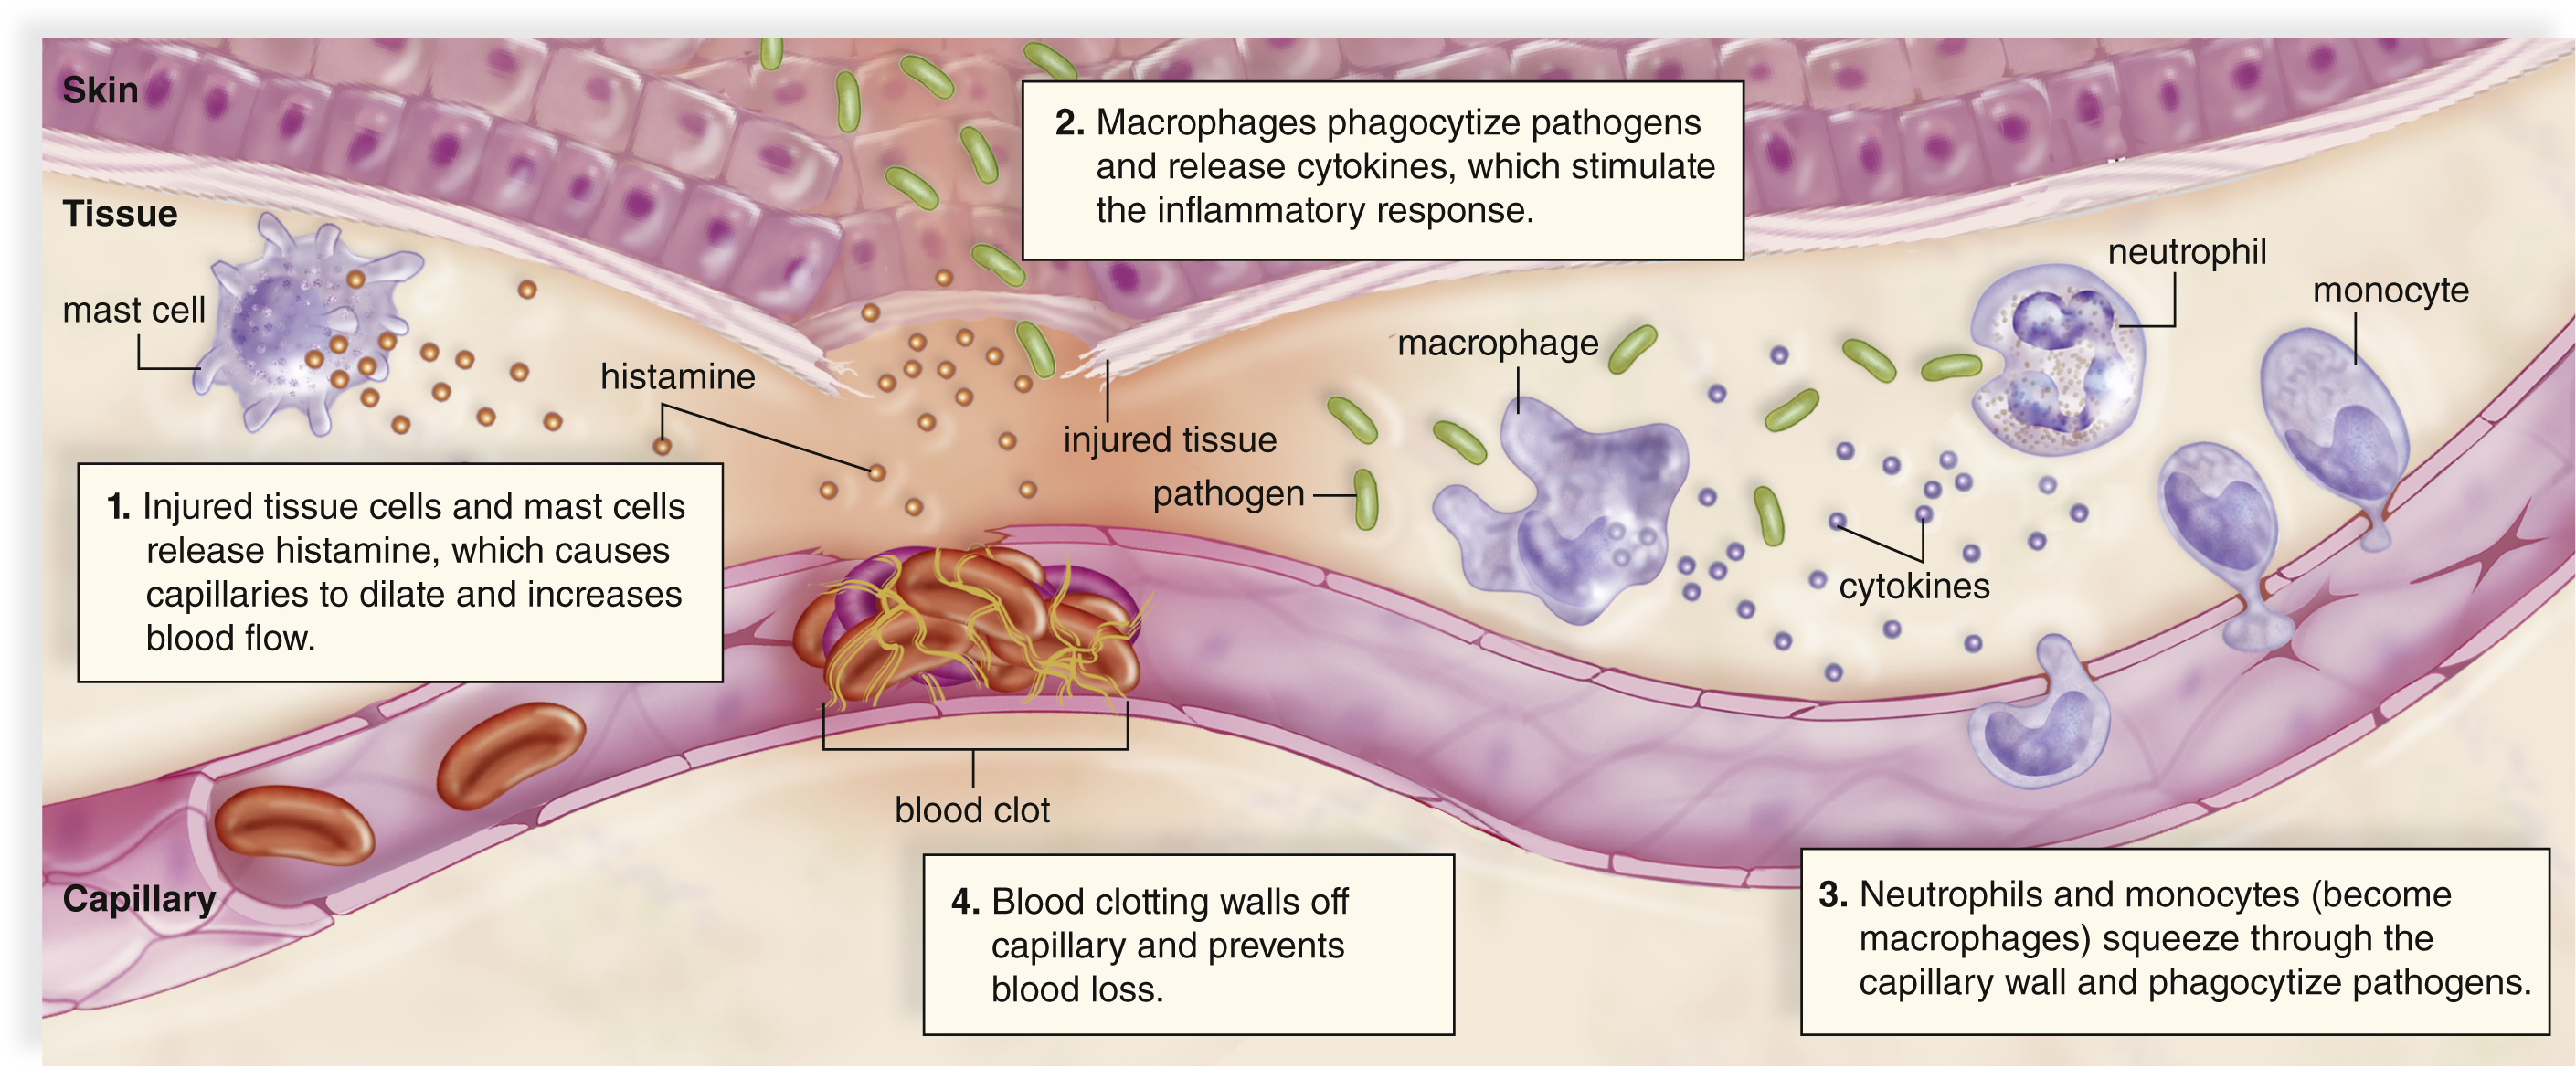 Skin
2. Macrophages phagocytize pathogens
and release cytokines, which stimulate
the inflammatory response.
Tissue
mast cell
histamine
injured tissue
pathogen
macrophage
neutrophil
monocyte
cytokines
1. Injured tissue cells and mast cells
release histamine, which causes
capillaries to dilate and increases
blood flow.
blood clot
Capillary
4. Blood clotting walls off
capillary and prevents
blood loss.
3. Neutrophils and monocytes (become
macrophages) squeeze through the
capillary wall and phagocytize pathogens.